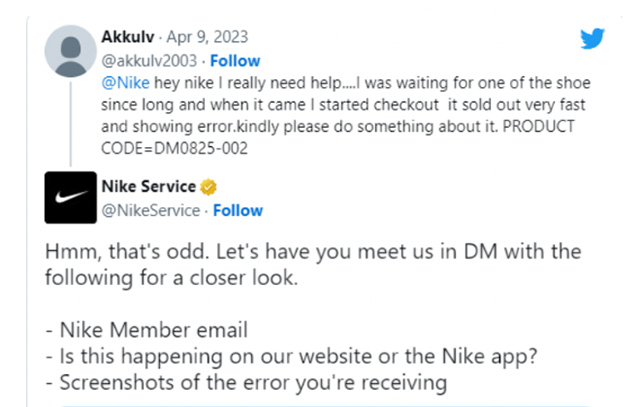 Akkulv · Apr 9, 2023
@akkulv2003 · Follow
@Nike hey nike I really need help....I was waiting for one of the shoe
since long and when it came I started checkout  it sold out very fast
and showing error.kindly please do something about it. PRODUCT
CODE=DM0825-002
Nike Service
@NikeService · Follow
Hmm, that's odd. Let's have you meet us in DM with the
following for a closer look.
- Nike Member email
- Is this happening on our website or the Nike app?
- Screenshots of the error you're receiving